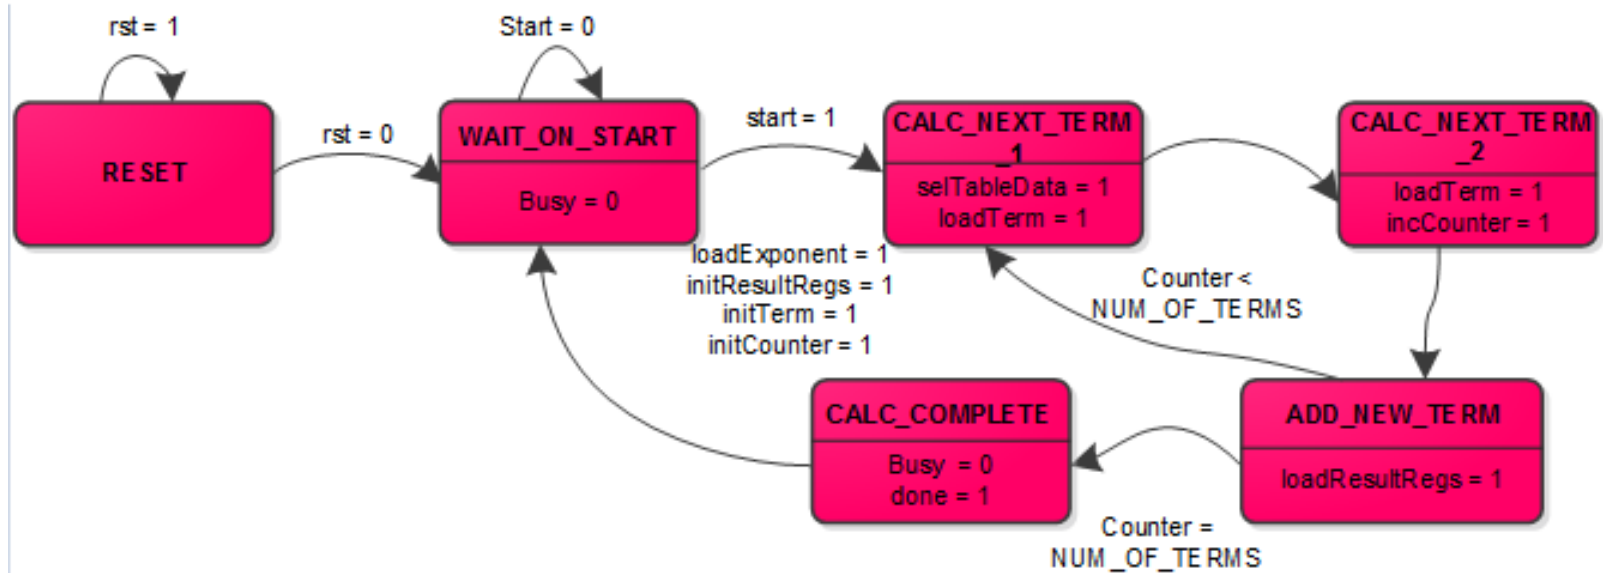 rst = 1
Start = 0
RESET
rst = 0
WAIT_ON_START
Busy = 0
start = 1
CALC_NEXT_TERM
_1
selTableData = 1
loadTerm = 1
CALC_NEXT_TERM
_2
loadTerm = 1
incCounter = 1
loadExponent = 1
initResultRegs = 1
initTerm = 1
initCounter = 1
Counter <
NUM_OF_TERMS
CALC_COMPLETE
Busy = 0
done = 1
ADD_NEW_TERM
loadResultRegs = 1
Counter =
NUM_OF_TERMS